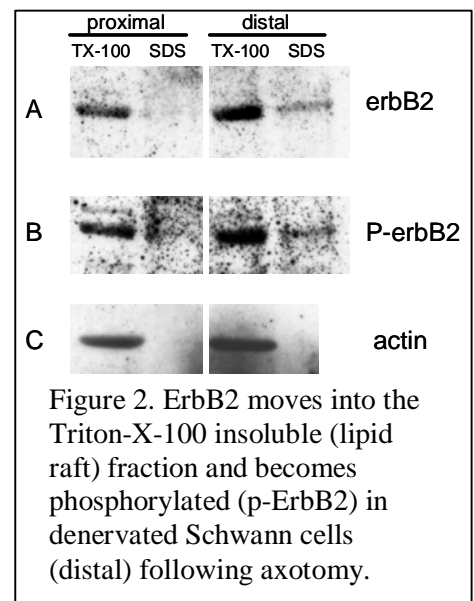 proximal distal
TX-100 SDS TX-100 SDS
A erbB2
B P-erbB2
C actin
Figure 2. ErbB2 moves into the
Triton-X-100 insoluble (lipid
raft) fraction and becomes
phosphorylated (p-ErbB2) in
denervated Schwann cells
(distal) following axotomy.